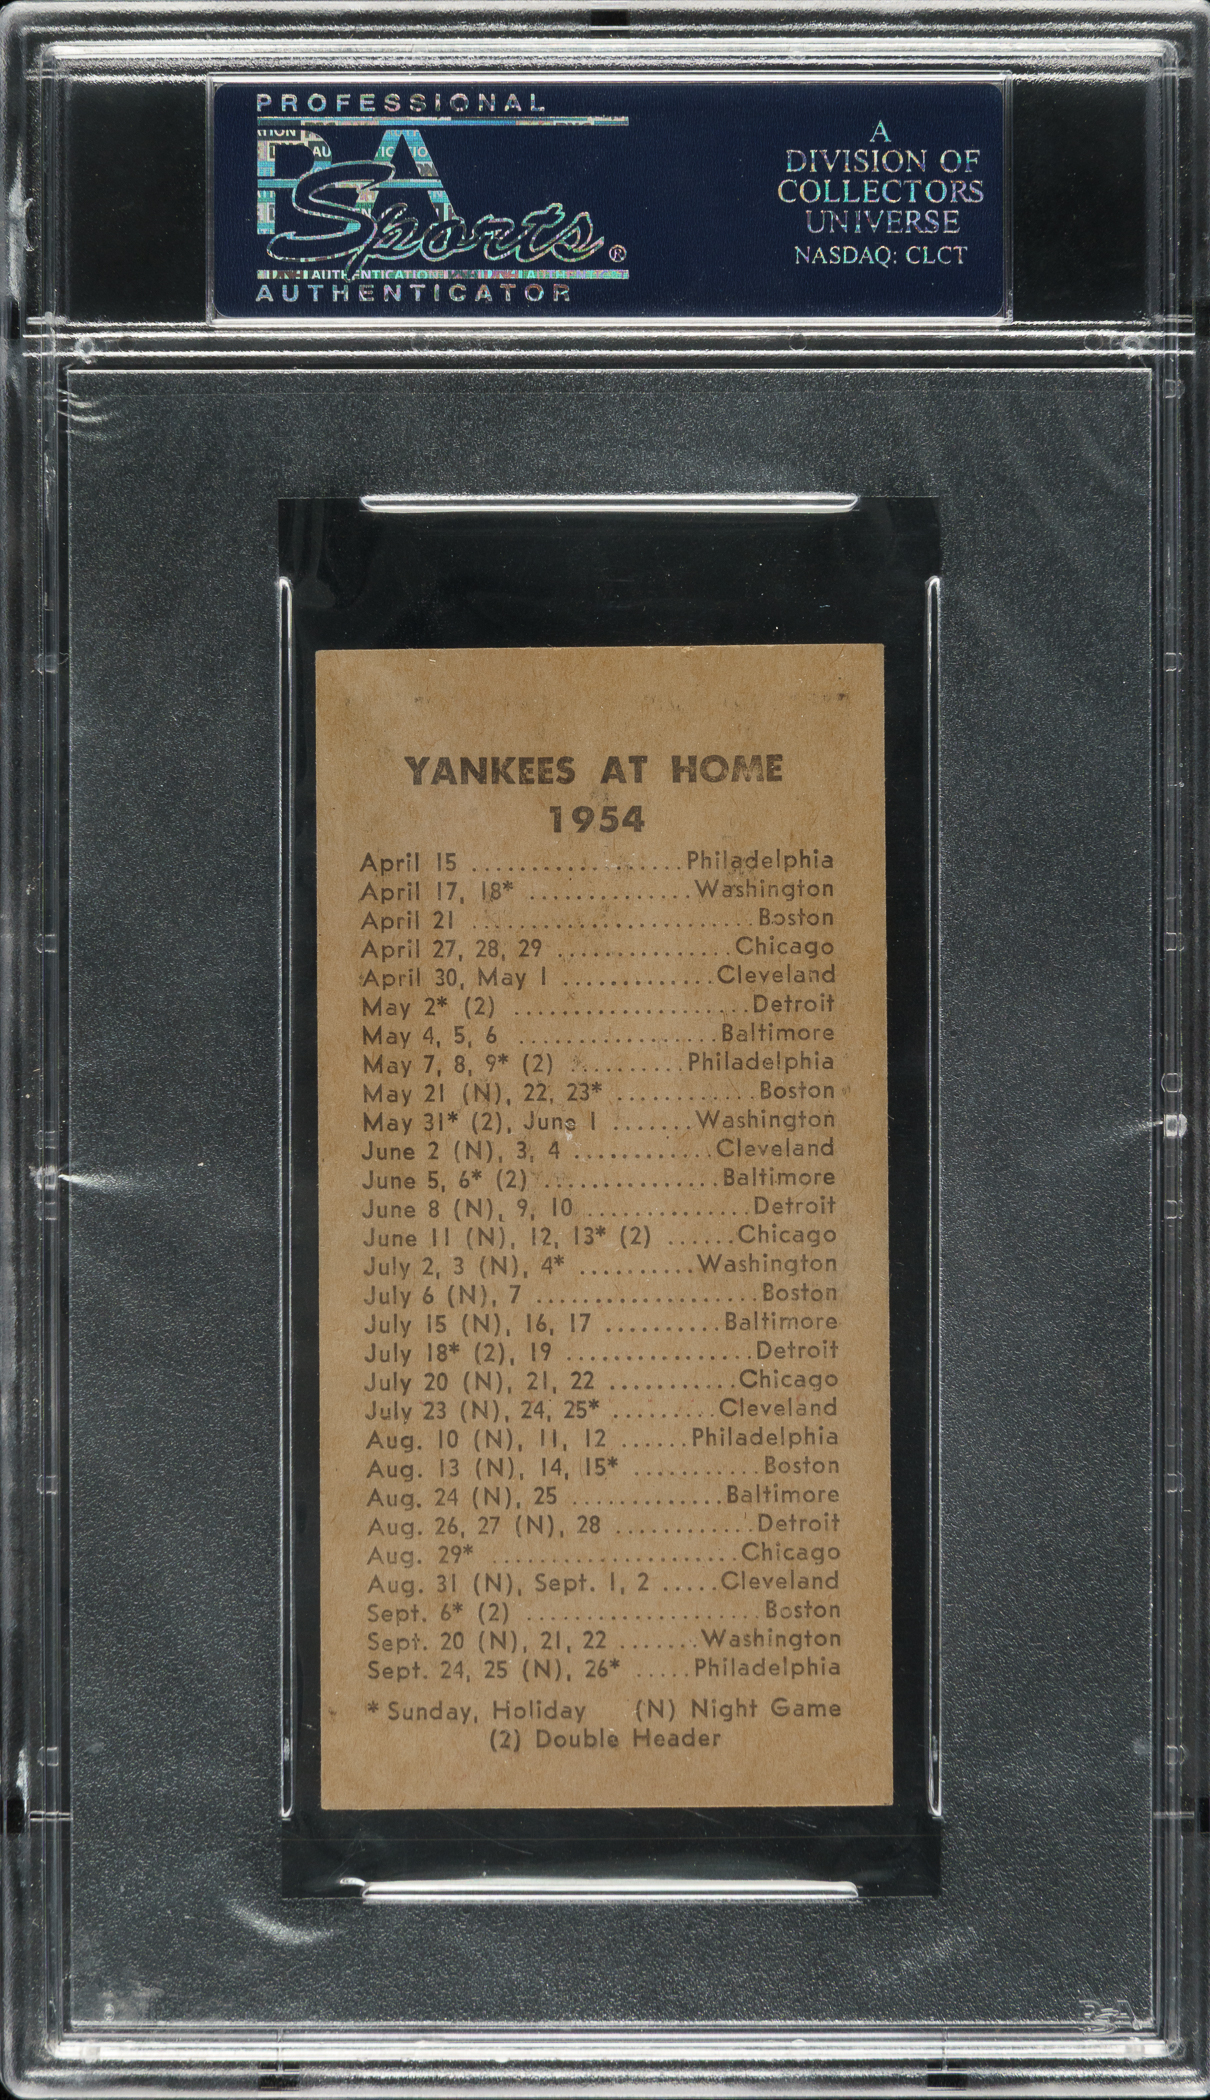 PROFESSIONAL
PSA
Sports®
AUTHENTICATION
AUTHENTICATOR
A
DIVISION OF
COLLECTORS
UNIVERSE
NASDAQ: CLCT
YANKEES AT HOME
1954
April 15 ..................Philadelphia
April 17, 18* ..............Washington
April 21 ........................Boston
April 27, 28, 29 ...............Chicago
April 30, May 1 .............Cleveland
May 2* (2) ....................Detroit
May 4, 5, 6 .................Baltimore
May 7, 8, 9* (2) ..........Philadelphia
May 21 (N), 22, 23* ............Boston
May 31* (2), June 1 .......Washington
June 2 (N), 3, 4 ............Cleveland
June 5, 6* (2) ...............Baltimore
June 8 (N), 9, 10 ..............Detroit
June 11 (N), 12, 13* (2) ......Chicago
July 2, 3 (N), 4* ..........Washington
July 6 (N), 7 ...................Boston
July 15 (N), 16, 17 ..........Baltimore
July 18* (2), 19 ................Detroit
July 20 (N), 21, 22 ...........Chicago
July 23 (N), 24, 25* .........Cleveland
Aug. 10 (N), 11, 12 ......Philadelphia
Aug. 13 (N), 14, 15* ...........Boston
Aug. 24 (N), 25 .............Baltimore
Aug. 26, 27 (N), 28 ............Detroit
Aug. 29* .....................Chicago
Aug. 31 (N), Sept. 1, 2 .....Cleveland
Sept. 6* (2) ....................Boston
Sept. 20 (N), 21, 22 .......Washington
Sept. 24, 25 (N), 26* .....Philadelphia
* Sunday, Holiday (N) Night Game
(2) Double Header
PSA